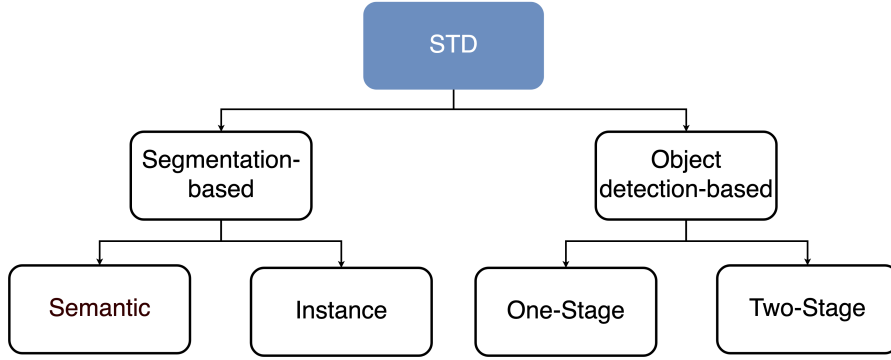 STD
Segmentation-
based
Object
detection-based
Semantic
Instance
One-Stage
Two-Stage